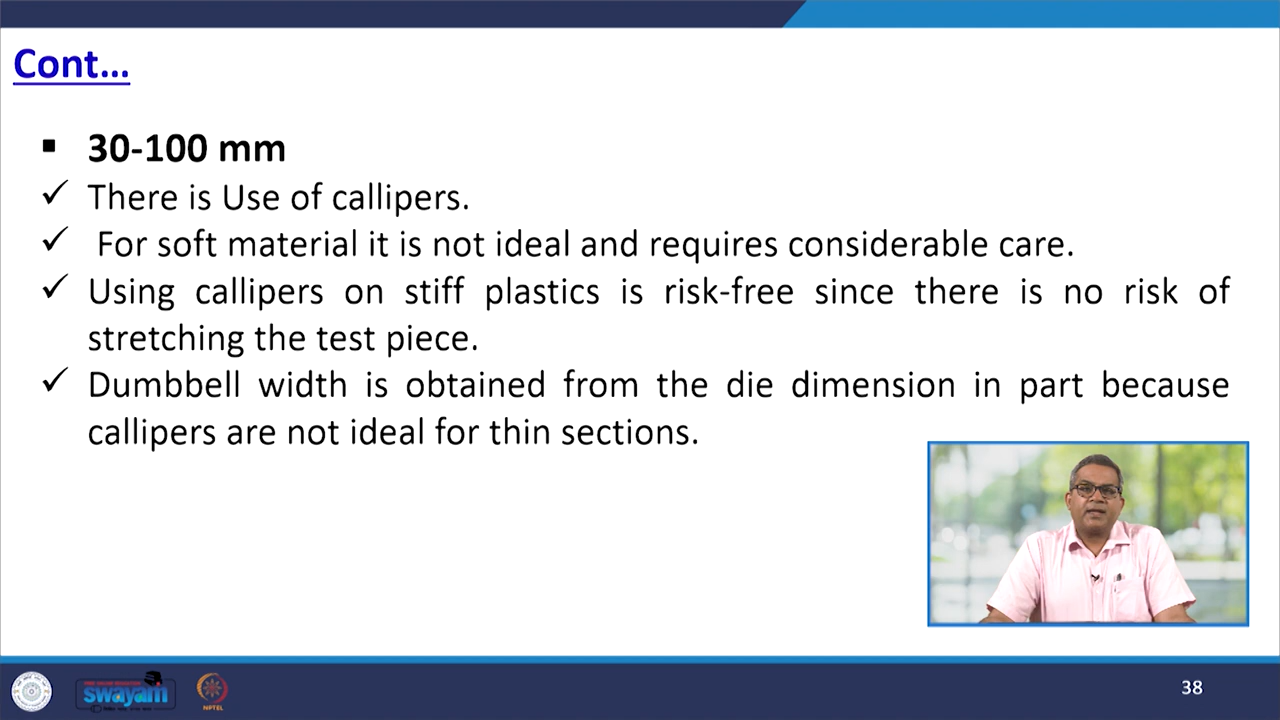 Cont...
▪ 30-100 mm
✓ There is Use of callipers.
✓ For soft material it is not ideal and requires considerable care.
✓ Using callipers on stiff plastics is risk-free since there is no risk of
stretching the test piece.
✓ Dumbbell width is obtained from the die dimension in part because
callipers are not ideal for thin sections.
swayam
NPTEL
38